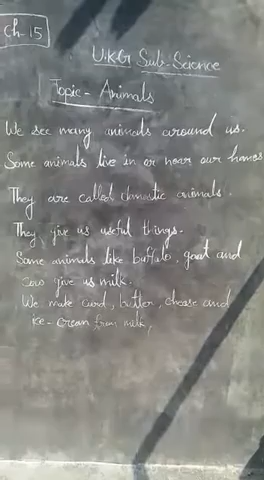 Ch-15
U.K.G Sub-Science
Topic- Animals
We see many animals around us.
Some animals live in or near our homes
They are called domestic animals.
They give us useful things.
Some animals like buffalo, goat and
cow give us milk.
We make curd, butter, cheese and
ice-cream from milk,